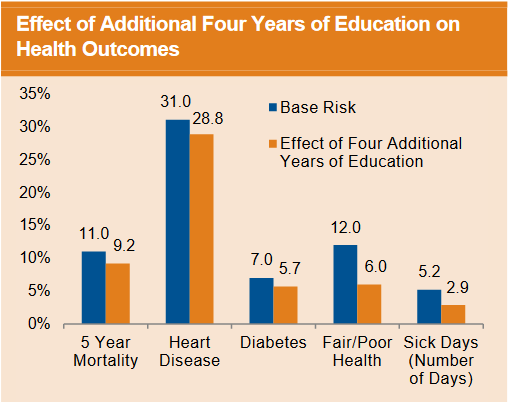 Effect of Additional Four Years of Education on
Health Outcomes
35%
30%
25%
20%
15%
10%
5%
0%
Base Risk
Effect of Four Additional
Years of Education
11.0
9.2
31.0
28.8
7.0
5.7
12.0
6.0
5.2
2.9
5 Year
Mortality
Heart
Disease
Diabetes
Fair/Poor
Health
Sick Days
(Number
of Days)